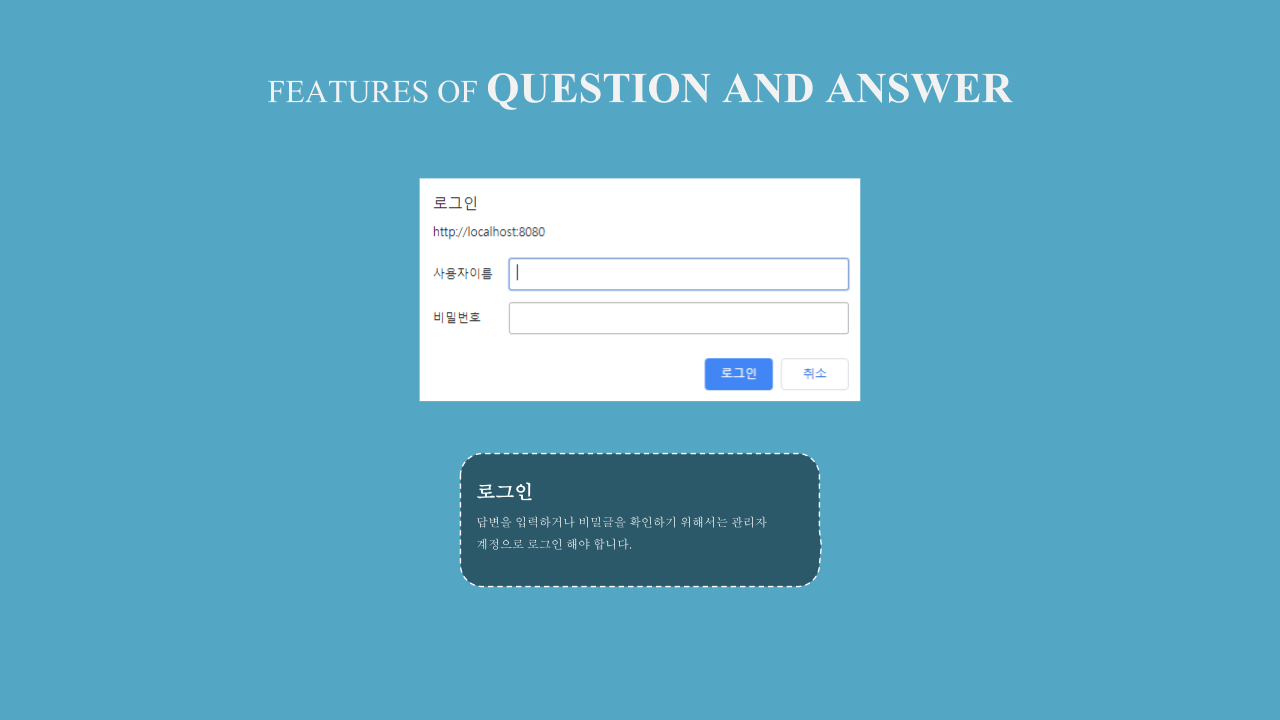 FEATURES OF QUESTION AND ANSWER
로그인
http://localhost:8080
사용자이름
비밀번호
로그인 취소
로그인
답변을 입력하거나 비밀글을 확인하기 위해서는 관리자
계정으로 로그인 해야 합니다.